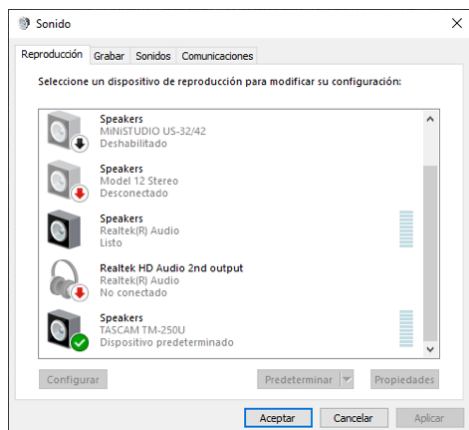 Sonido
Reproducción Grabar Sonidos Comunicaciones
Seleccione un dispositivo de reproducción para modificar su configuración:
Speakers
MiNiSTUDIO US-32/42
Deshabilitado
Speakers
Model 12 Stereo
Desconectado
Speakers
Realtek(R) Audio
Listo
Realtek HD Audio 2nd output
Realtek(R) Audio
No conectado
Speakers
TASCAM TM-250U
Dispositivo predeterminado
Configurar Predeterminar Propiedades
Aceptar Cancelar Aplicar